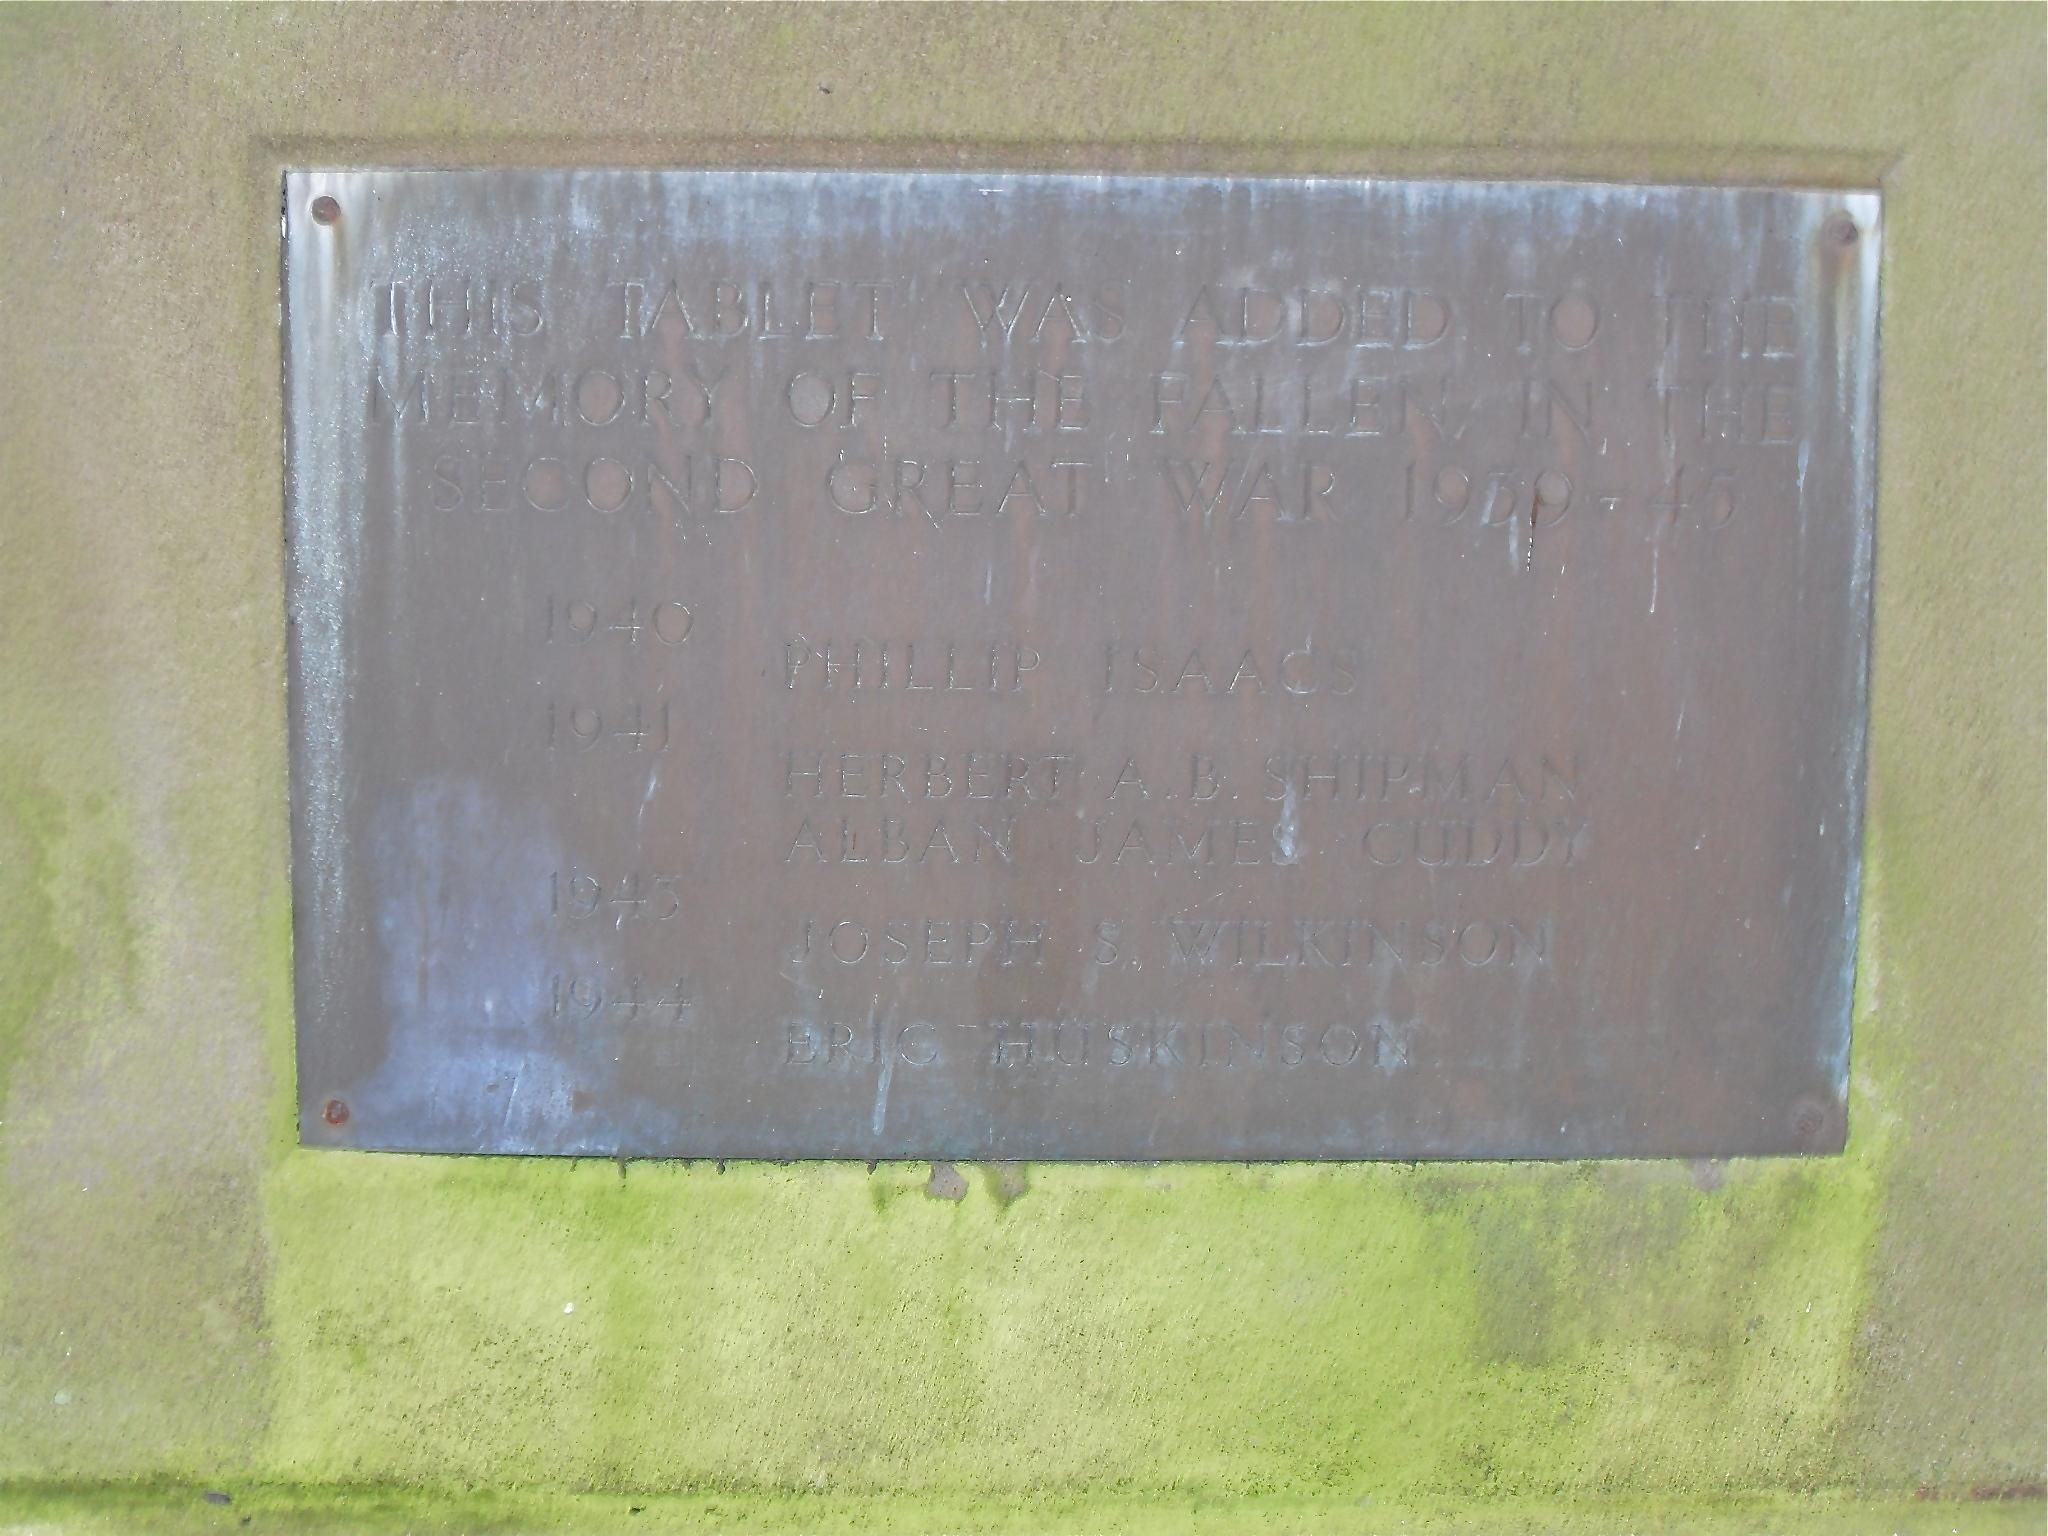 THIS TABLET WAS ADDED TO THE
MEMORY OF THE FALLEN IN THE
SECOND GREAT WAR 1939-45
1940
PHILLIP ISAACS
1941
HERBERT A.B. SHIPMAN
ALBAN JAMES CUDDY
1943
JOSEPH S. WILKINSON
1944
ERIC HUSKINSON